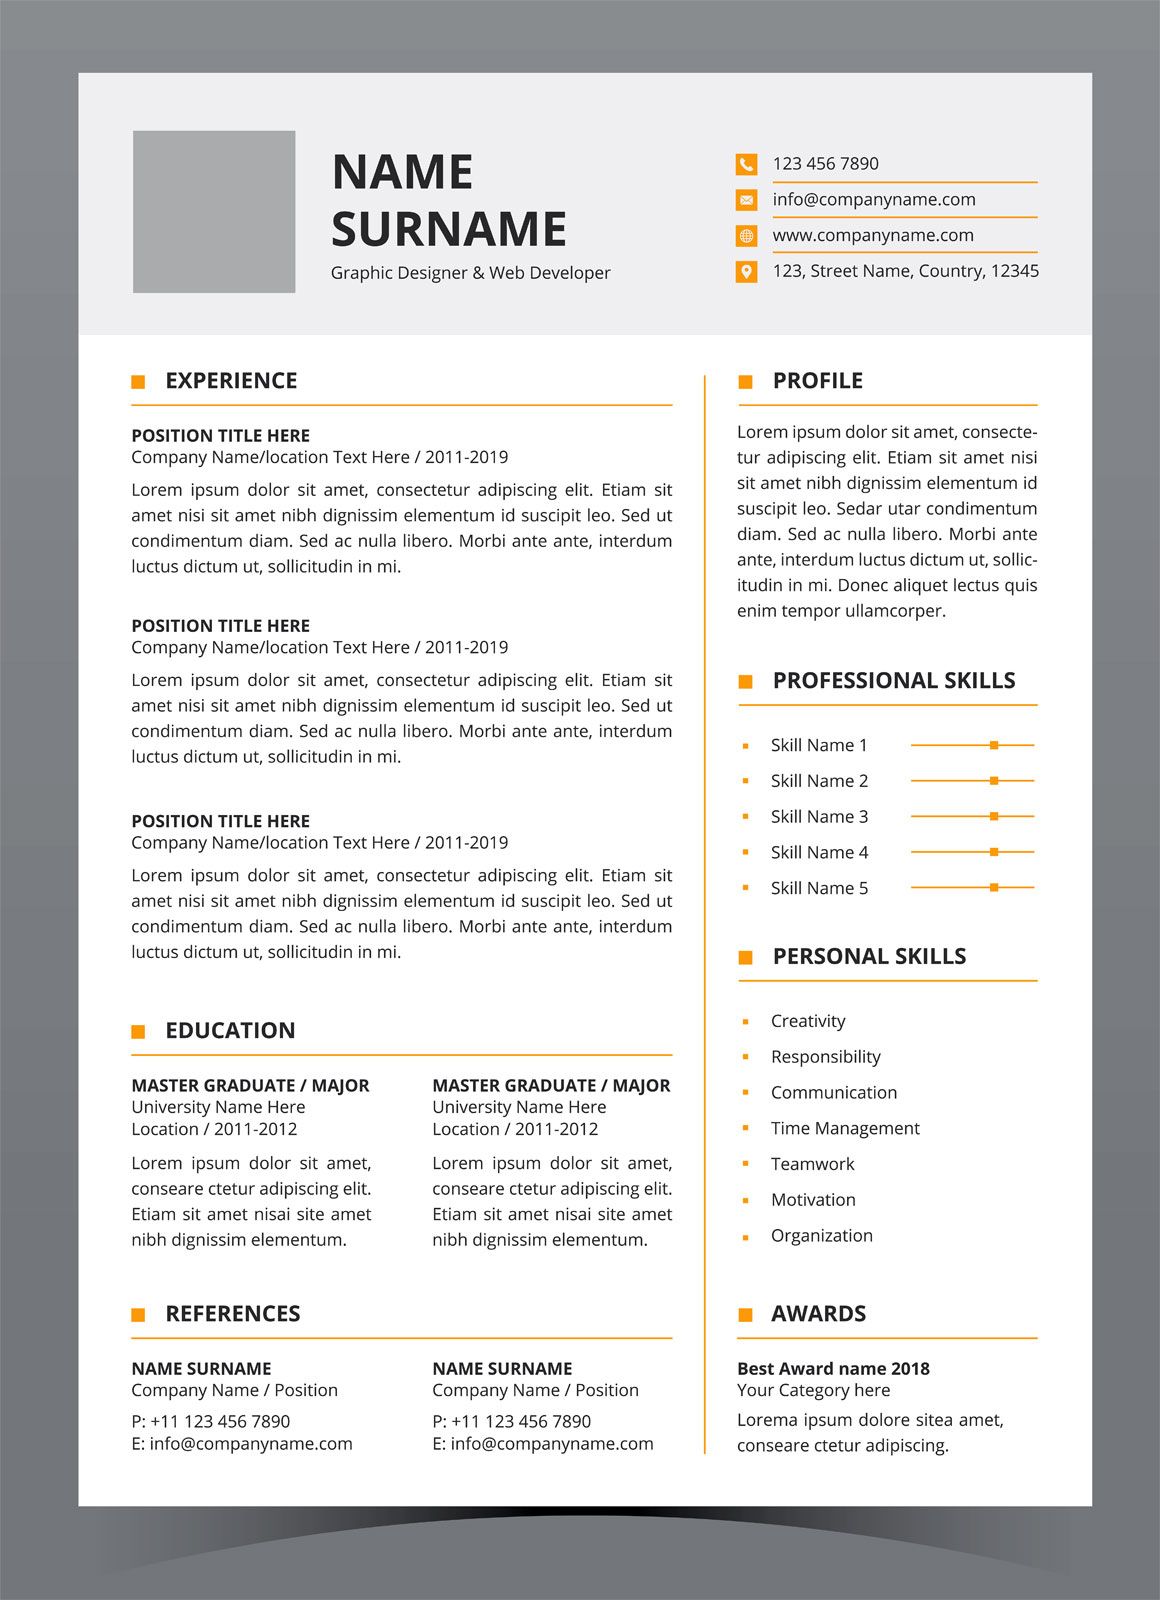 NAME
SURNAME
Graphic Designer & Web Developer
123 456 7890
info@companyname.com
www.companyname.com
123, Street Name, Country, 12345
EXPERIENCE
POSITION TITLE HERE
Company Name/location Text Here / 2011-2019
Lorem ipsum dolor sit amet, consectetur adipiscing elit. Etiam sit
amet nisi sit amet nibh dignissim elementum id suscipit leo. Sed ut
condimentum diam. Sed ac nulla libero. Morbi ante ante, interdum
luctus dictum ut, sollicitudin in mi.
POSITION TITLE HERE
Company Name/location Text Here / 2011-2019
Lorem ipsum dolor sit amet, consectetur adipiscing elit. Etiam sit
amet nisi sit amet nibh dignissim elementum id suscipit leo. Sed ut
condimentum diam. Sed ac nulla libero. Morbi ante ante, interdum
luctus dictum ut, sollicitudin in mi.
POSITION TITLE HERE
Company Name/location Text Here / 2011-2019
Lorem ipsum dolor sit amet, consectetur adipiscing elit. Etiam sit
amet nisi sit amet nibh dignissim elementum id suscipit leo. Sed ut
condimentum diam. Sed ac nulla libero. Morbi ante ante, interdum
luctus dictum ut, sollicitudin in mi.
EDUCATION
MASTER GRADUATE / MAJOR
University Name Here
Location / 2011-2012
Lorem ipsum dolor sit amet,
conseare ctetur adipiscing elit.
Etiam sit amet nisai site amet
nibh dignissim elementum.
MASTER GRADUATE / MAJOR
University Name Here
Location / 2011-2012
Lorem ipsum dolor sit amet,
conseare ctetur adipiscing elit.
Etiam sit amet nisai site amet
nibh dignissim elementum.
REFERENCES
NAME SURNAME
Company Name / Position
P: +11 123 456 7890
E: info@companyname.com
NAME SURNAME
Company Name / Position
P: +11 123 456 7890
E: info@companyname.com
PROFILE
Lorem ipsum dolor sit amet, consecte-
tur adipiscing elit. Etiam sit amet nisi
sit amet nibh dignissim elementum id
suscipit leo. Sedar utar condimentum
diam. Sed ac nulla libero. Morbi ante
ante, interdum luctus dictum ut, sollic-
itudin in mi. Donec aliquet lectus quis
enim tempor ullamcorper.
PROFESSIONAL SKILLS
Skill Name 1
Skill Name 2
Skill Name 3
Skill Name 4
Skill Name 5
PERSONAL SKILLS
Creativity
Responsibility
Communication
Time Management
Teamwork
Motivation
Organization
AWARDS
Best Award name 2018
Your Category here
Lorema ipsum dolore sitea amet,
conseare ctetur adipiscing.